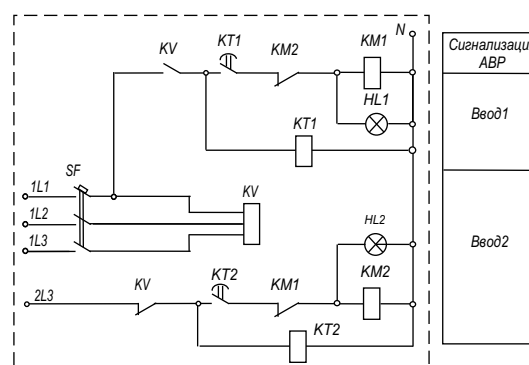 N
KV
KT1
KM2
KM1
Сигнализаци
АВР
HL1
Ввод1
KT1
SF
KV
1L1
1L2
1L3
HL2
Ввод2
KV
KT2
KM1
KM2
2L3
KT2